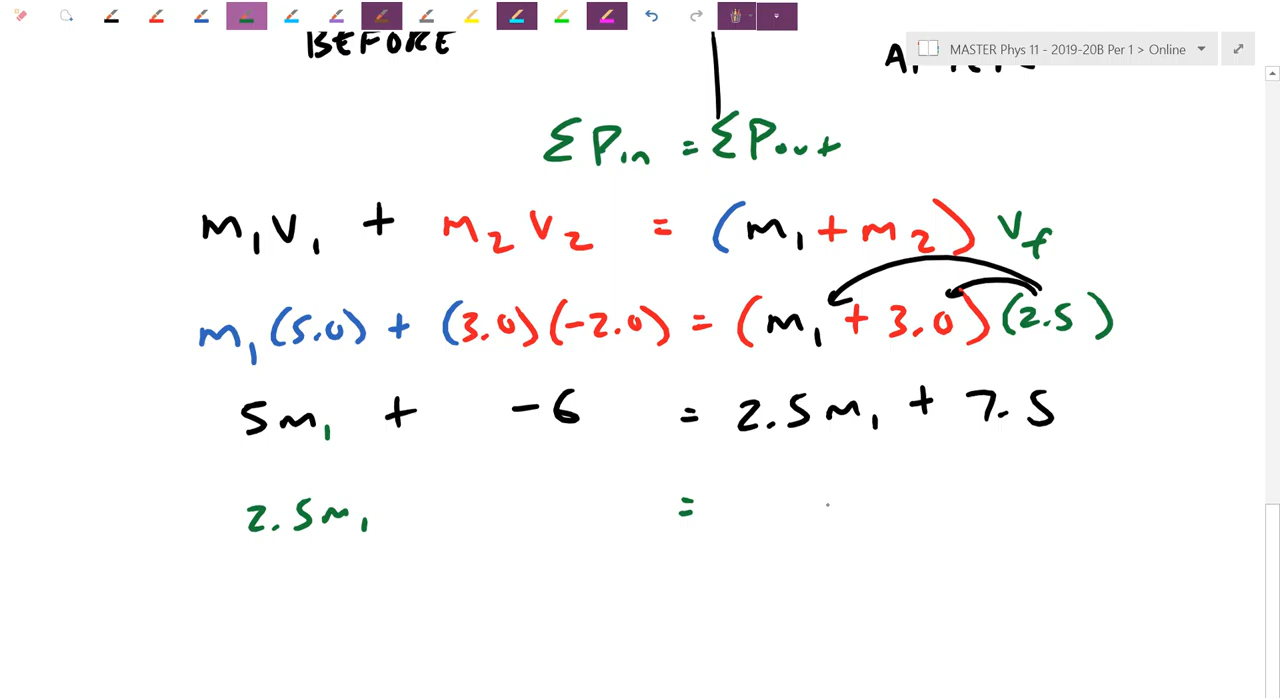 BEFORE
MASTER Phys 11 - 2019-20B Per 1 > Online
ΣPin = ΣPout
m₁v₁ + m₂v₂ = (m₁ + m₂) vf
m₁(5.0) + (3.0)(-2.0) = (m₁ + 3.0)(2.5)
5m₁ + -6 = 2.5m₁ + 7.5
2.5m₁ =